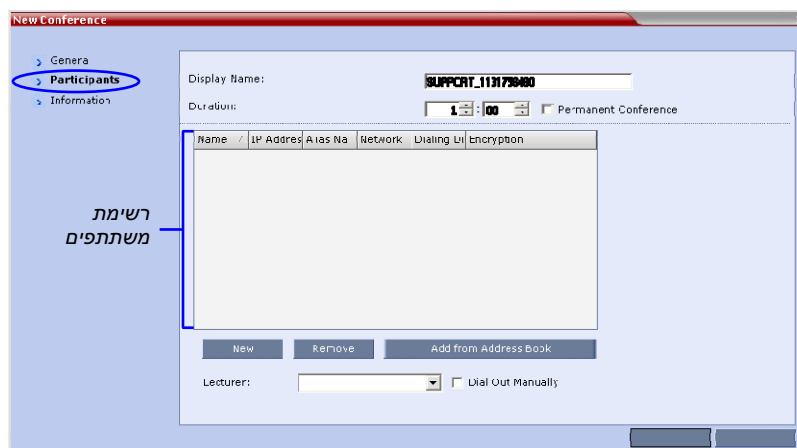 New Conference
Genera
Participants
Information
Display Name:
Duration:
1 : 00 Permanent Conference
Name IP Addres Alias Na Network Dialing Di Encryption
רשימת
משתתפים
New Remove Add from Address Book
Lecturer:
Dial Out Manually